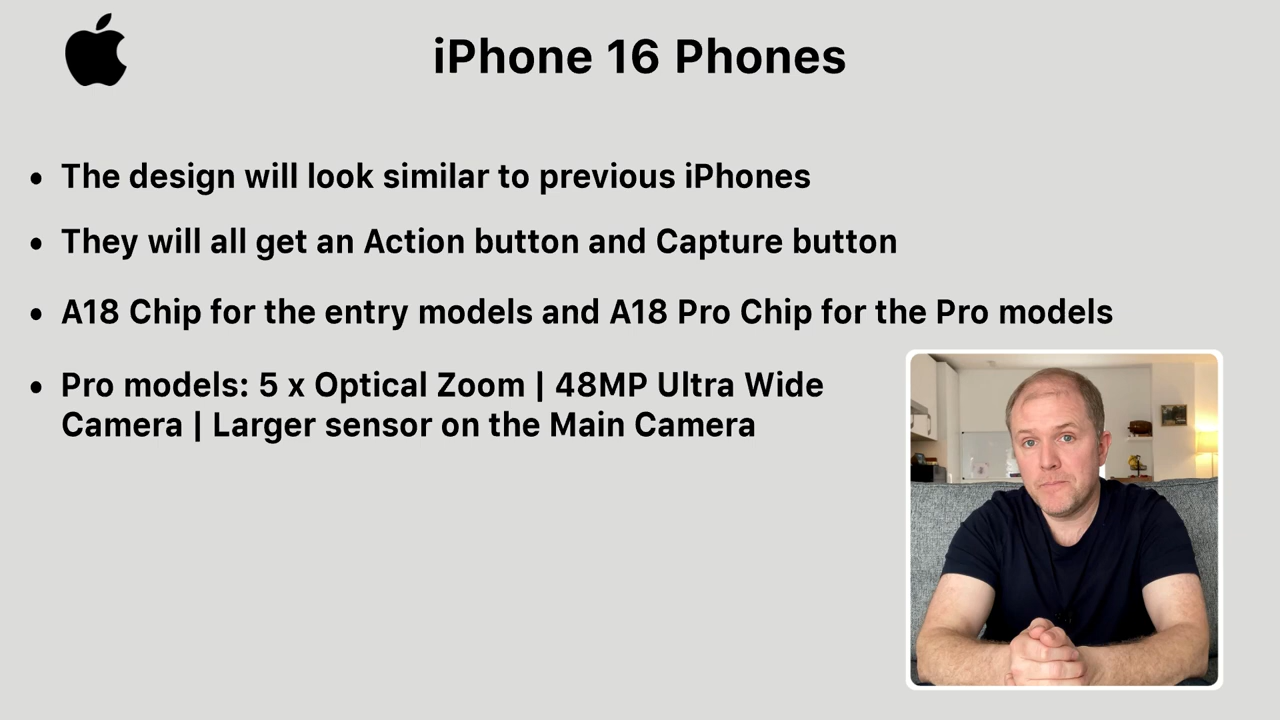 iPhone 16 Phones
• The design will look similar to previous iPhones
• They will all get an Action button and Capture button
• A18 Chip for the entry models and A18 Pro Chip for the Pro models
• Pro models: 5 x Optical Zoom | 48MP Ultra Wide
Camera | Larger sensor on the Main Camera